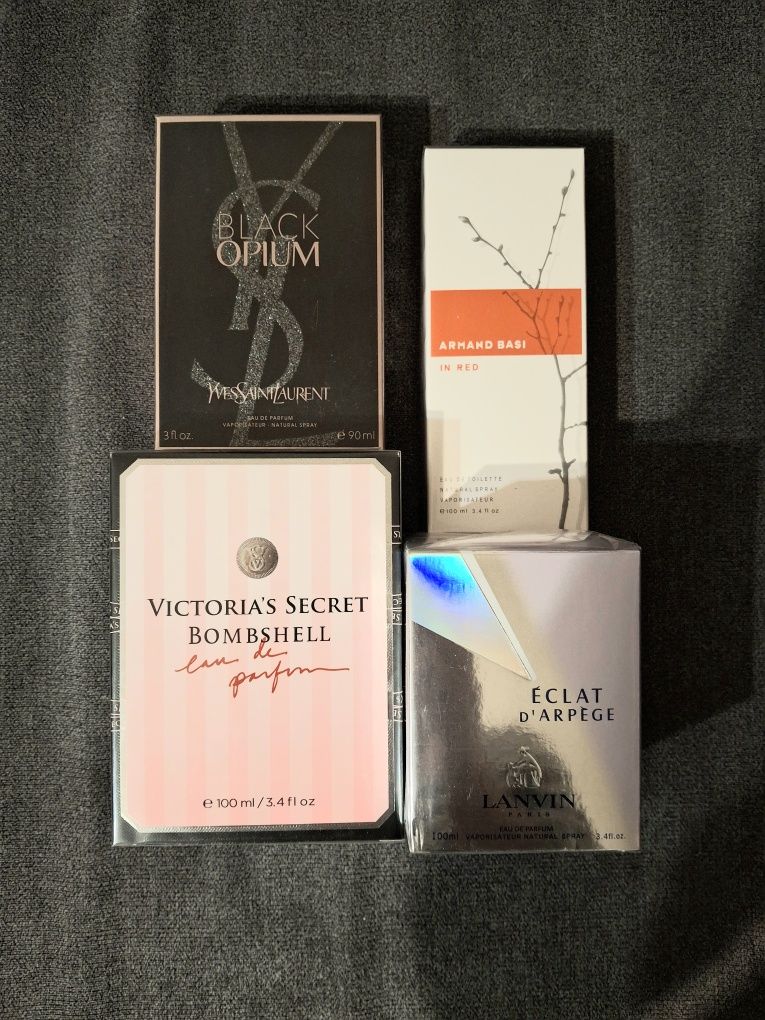 BLACK
OPIUM
YVESSAINTLAURENT
EAU DE PARFUM
VAPORISATEUR - NATURAL SPRAY
3 fl oz. ℮ 90 ml
ARMAND BASI
IN RED
EAU DE TOILETTE
NATURAL SPRAY
VAPORISATEUR
℮ 100 ml 3.4 fl oz
VICTORIA'S SECRET
BOMBSHELL
eau de
parfum
℮ 100 ml / 3.4 fl oz
ÉCLAT
D'ARPÈGE
LANVIN
PARIS
EAU DE PARFUM
100ml VAPORISATEUR NATURAL SPRAY 3.4fl.oz.